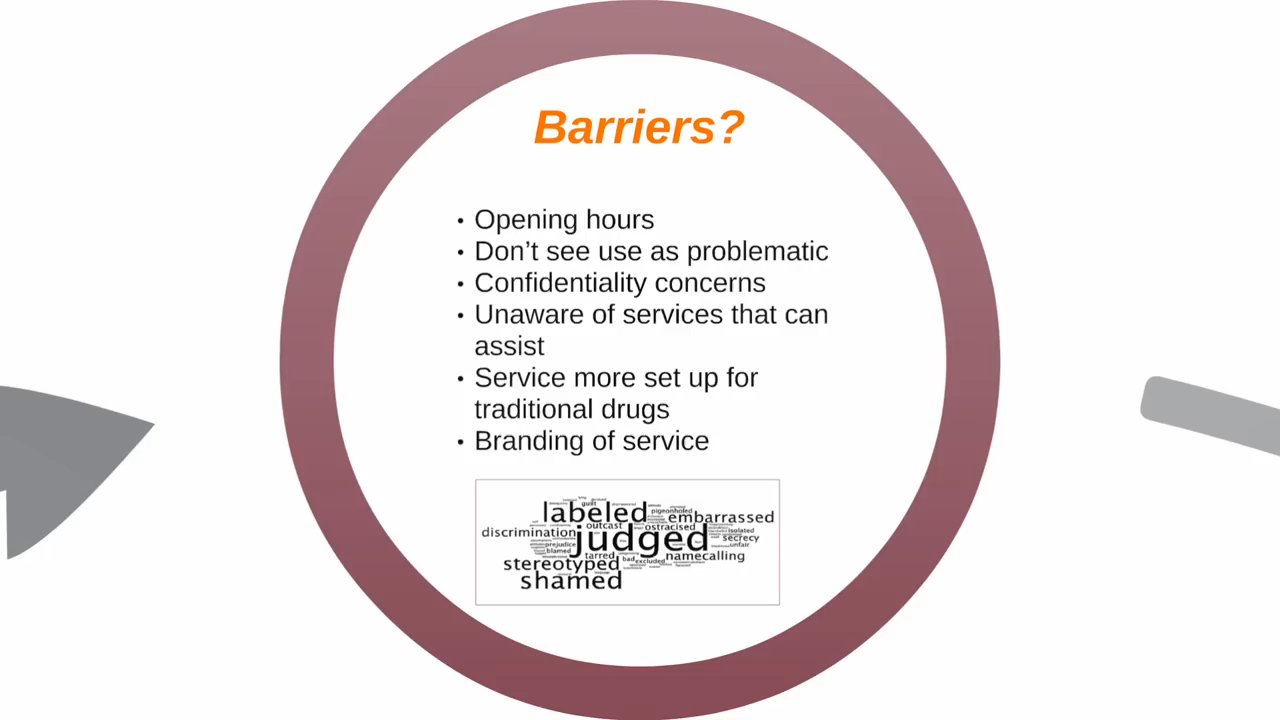 Barriers?
• Opening hours
• Don’t see use as problematic
• Confidentiality concerns
• Unaware of services that can
assist
• Service more set up for
traditional drugs
• Branding of service
guilt
labeled
pigeonholed
embarrassed
outcast
ostracised
discrimination
isolated
judged
secrecy
prejudice
unfair
blamed
tarred
namecalling
bad
excluded
stereotyped
shamed